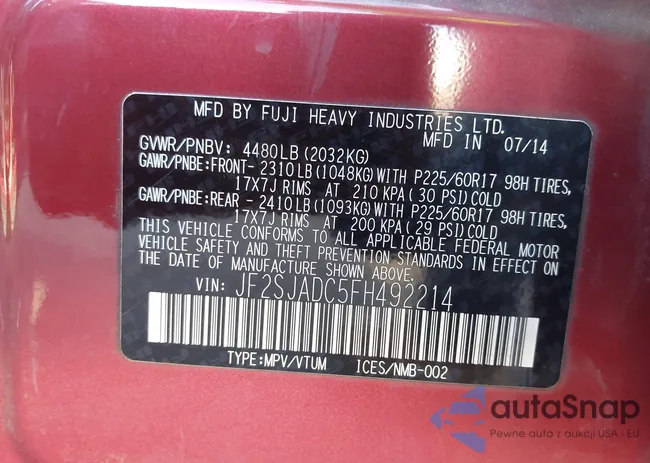 MFD BY FUJI HEAVY INDUSTRIES LTD.
MFD IN 07/14
GVWR/PNBV: 4480LB (2032KG)
GAWR/PNBE:FRONT- 2310LB (1048KG) WITH P225/60R17 98H TIRES,
17X7J RIMS AT 210 KPA ( 30 PSI) COLD
GAWR/PNBE:REAR - 2410LB (1093KG) WITH P225/60R17 98H TIRES,
17X7J RIMS AT 200 KPA ( 29 PSI) COLD
THIS VEHICLE CONFORMS TO ALL APPLICABLE FEDERAL MOTOR
VEHICLE SAFETY AND THEFT PREVENTION STANDARDS IN EFFECT ON
THE DATE OF MANUFACTURE SHOWN ABOVE.
VIN: JF2SJADC5FH492214
TYPE:MPV/VTUM ICES/NMB-002
autoSnap
Pewne auto z aukcji USA - EU